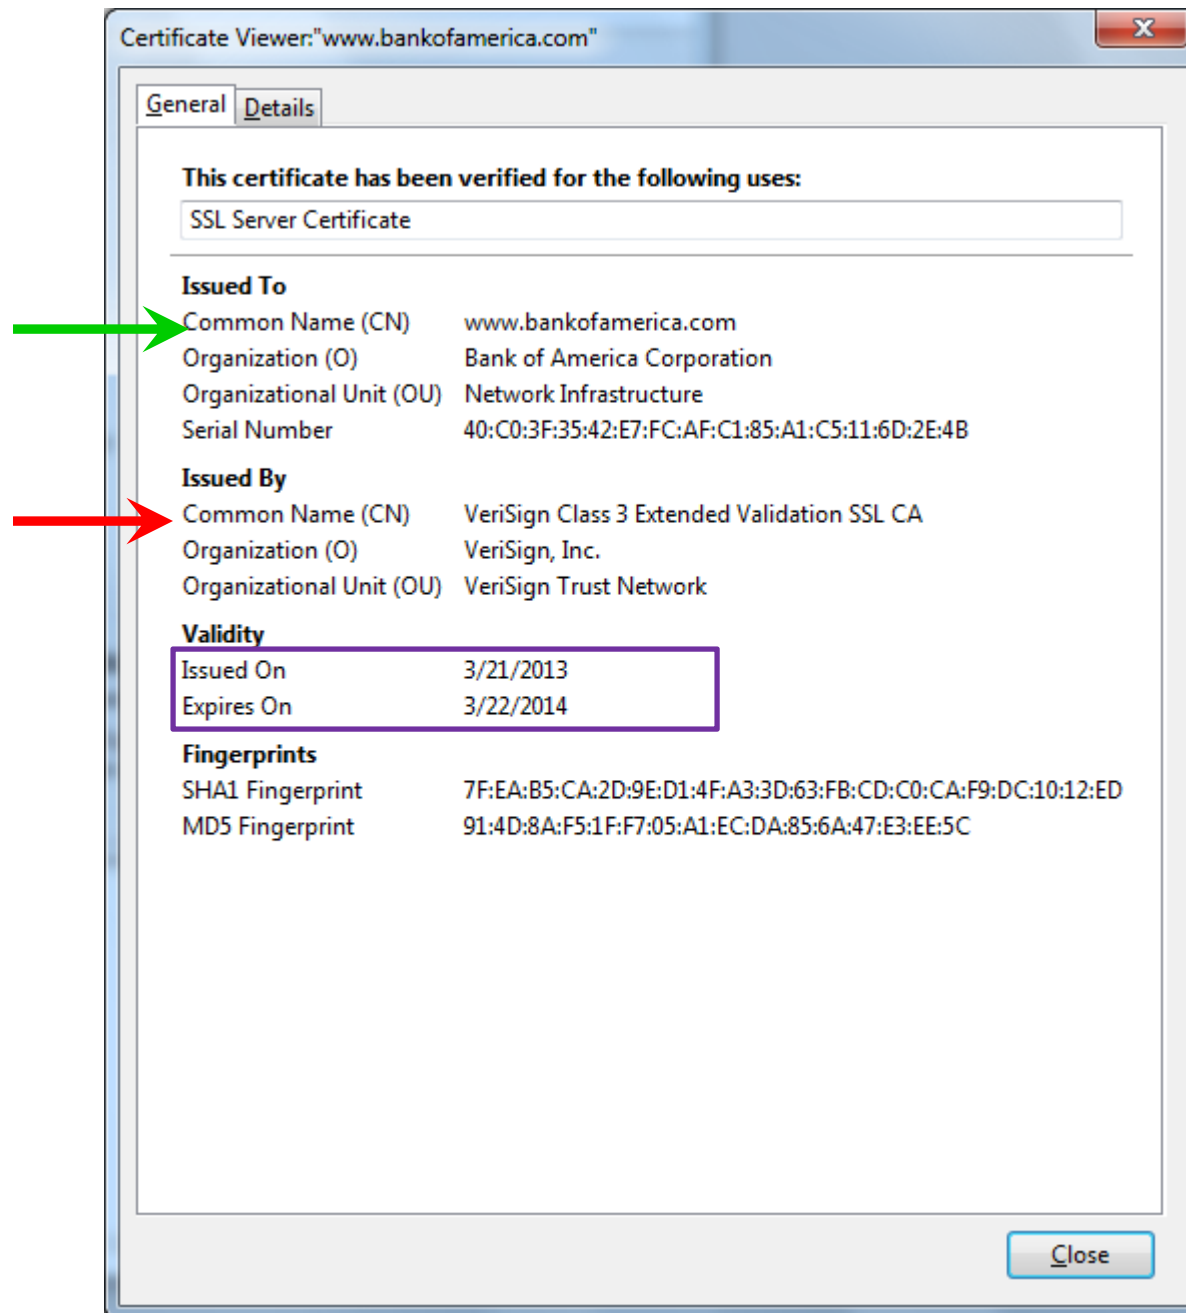 Certificate Viewer:"www.bankofamerica.com"
General Details
This certificate has been verified for the following uses:
SSL Server Certificate
Issued To
Common Name (CN) www.bankofamerica.com
Organization (O) Bank of America Corporation
Organizational Unit (OU) Network Infrastructure
Serial Number 40:C0:3F:35:42:E7:FC:AF:C1:85:A1:C5:11:6D:2E:4B
Issued By
Common Name (CN) VeriSign Class 3 Extended Validation SSL CA
Organization (O) VeriSign, Inc.
Organizational Unit (OU) VeriSign Trust Network
Validity
Issued On 3/21/2013
Expires On 3/22/2014
Fingerprints
SHA1 Fingerprint 7F:EA:B5:CA:2D:9E:D1:4F:A3:3D:63:FB:CD:C0:CA:F9:DC:10:12:ED
MD5 Fingerprint 91:4D:8A:F5:1F:F7:05:A1:EC:DA:85:6A:47:E3:EE:5C
Close